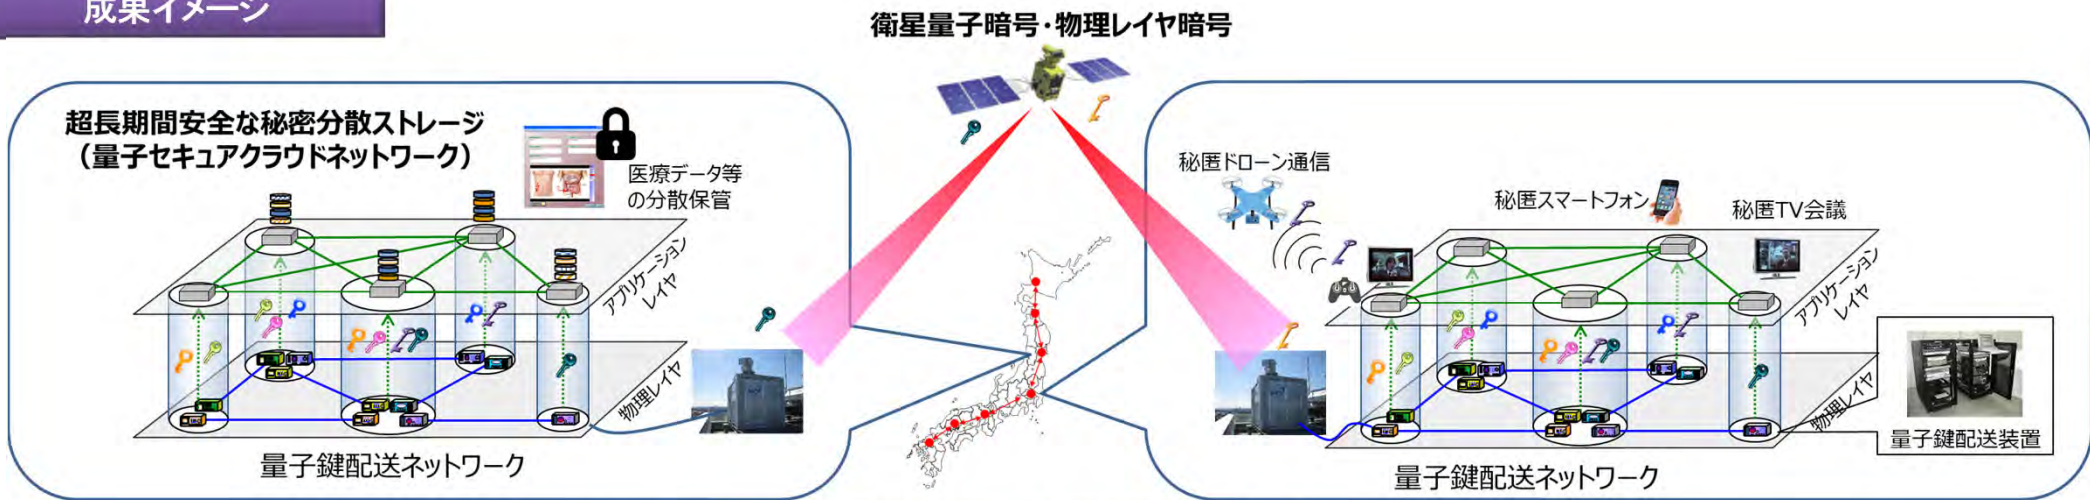 成果イメージ
衛星量子暗号・物理レイヤ暗号
超長期間安全な秘密分散ストレージ
（量子セキュアクラウドネットワーク）
医療データ等
の分散保管
アプリケーション
レイヤ
物理レイヤ
量子鍵配送ネットワーク
秘匿ドローン通信
秘匿スマートフォン
秘匿TV会議
アプリケーション
レイヤ
物理レイヤ
量子鍵配送装置
量子鍵配送ネットワーク